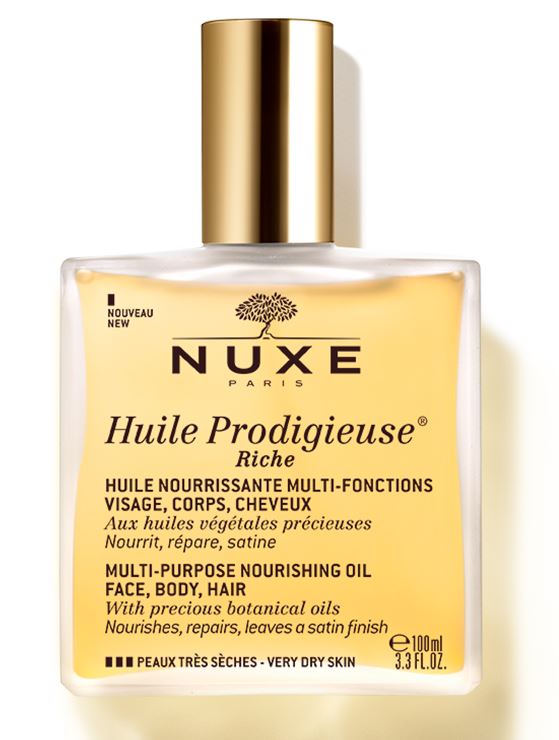 NOUVEAU
NEW
NUXE
PARIS
Huile Prodigieuse®
Riche
HUILE NOURRISSANTE MULTI-FONCTIONS
VISAGE, CORPS, CHEVEUX
Aux huiles végétales précieuses
Nourrit, répare, satine
MULTI-PURPOSE NOURISHING OIL
FACE, BODY, HAIR
With precious botanical oils
Nourishes, repairs, leaves a satin finish
PEAUX TRÈS SÈCHES - VERY DRY SKIN
℮100ml
3.3 FL.OZ.